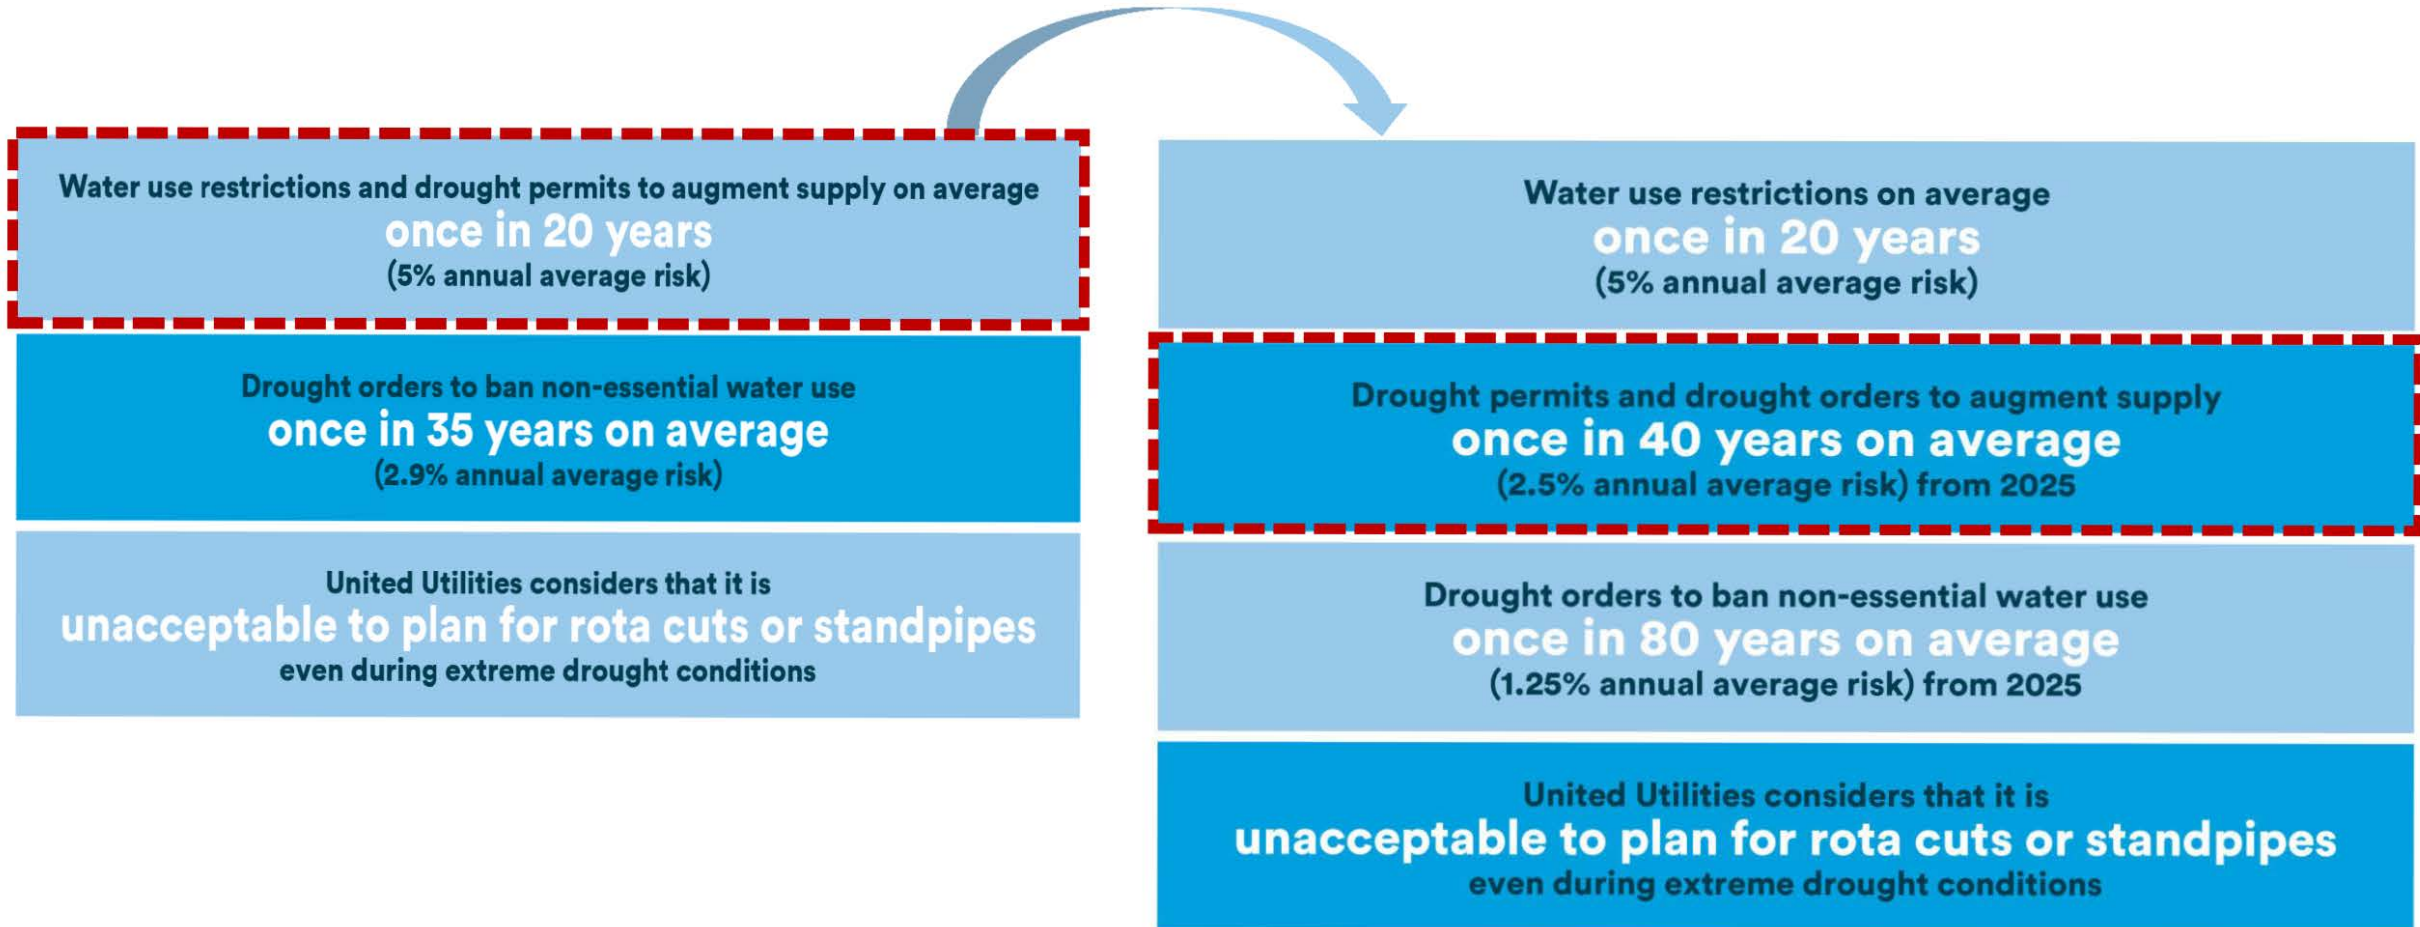 Water use restrictions and drought permits to augment supply on average
once in 20 years
(5% annual average risk)
Drought orders to ban non-essential water use
once in 35 years on average
(2.9% annual average risk)
United Utilities considers that it is
unacceptable to plan for rota cuts or standpipes
even during extreme drought conditions
Water use restrictions on average
once in 20 years
(5% annual average risk)
Drought permits and drought orders to augment supply
once in 40 years on average
(2.5% annual average risk) from 2025
Drought orders to ban non-essential water use
once in 80 years on average
(1.25% annual average risk) from 2025
United Utilities considers that it is
unacceptable to plan for rota cuts or standpipes
even during extreme drought conditions